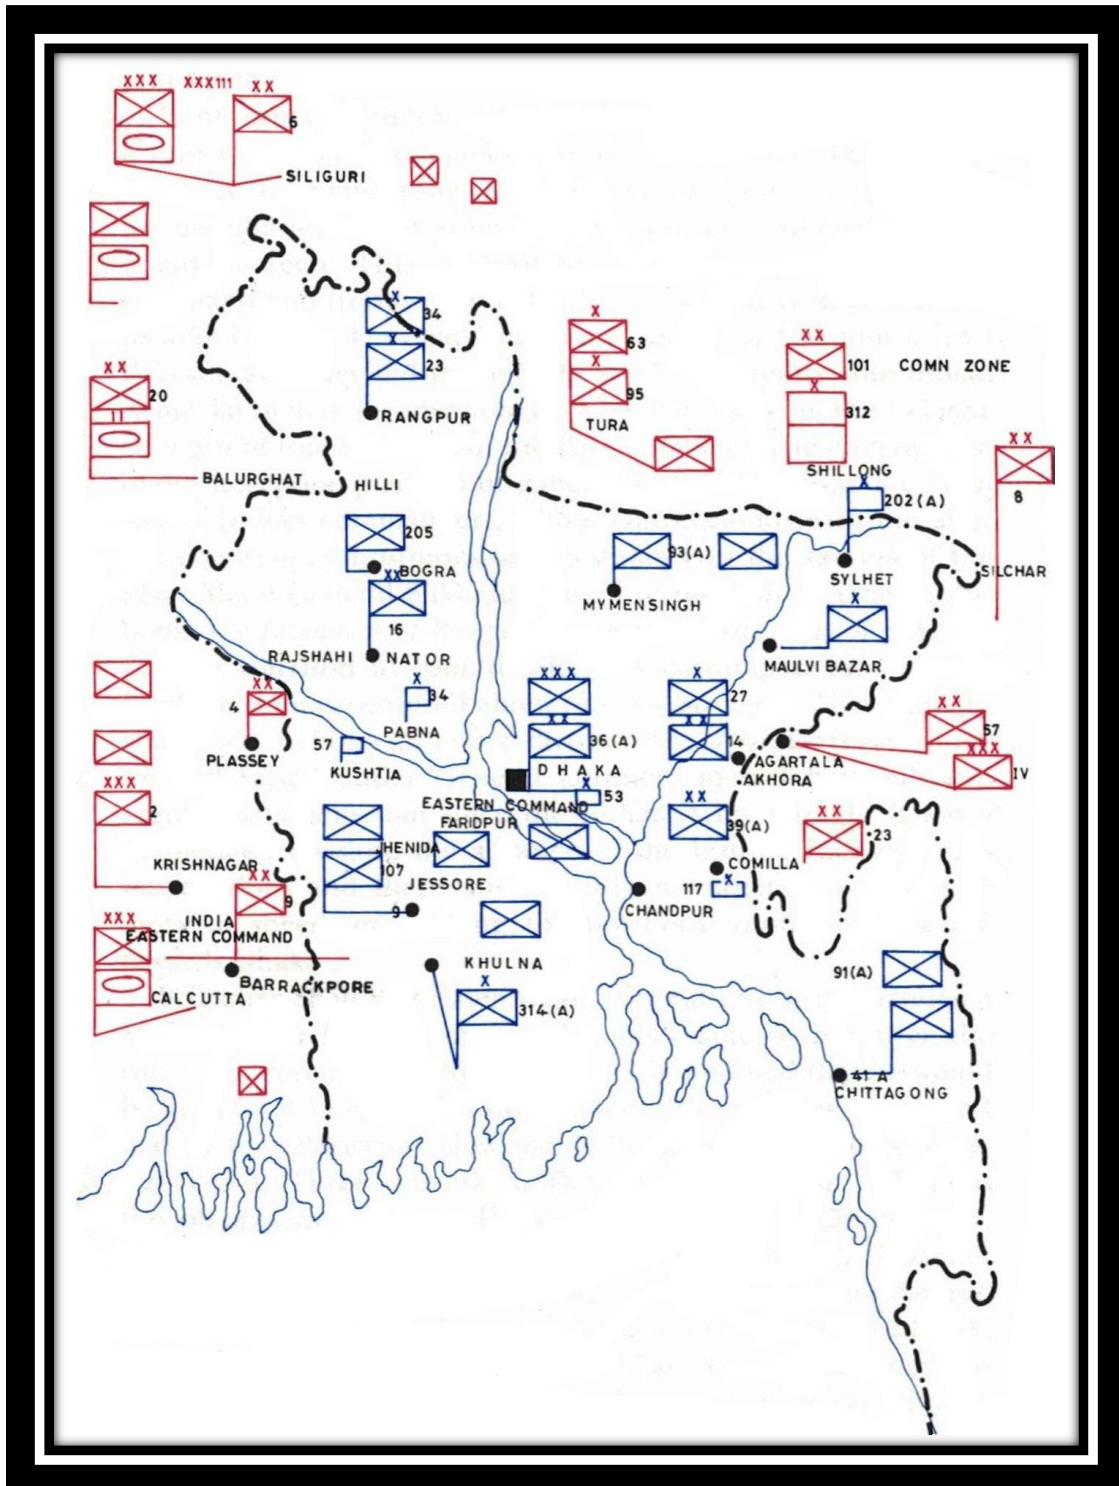 XXX XXX111 XX
6
SILIGURI
X
34
X
23
RANGPUR
X
63
X
95
TURA
XX
101 COMN ZONE
X
312
SHILLONG
XX
20
II
BALURGHAT
HILLI
XX
8
X
202(A)
205
BOGRA
XX
16
NATOR
RAJSHAHI
93(A)
MYMENSINGH
SYLHET
SILCHAR
X
MAULVI BAZAR
XX
4
PLASSEY
X
34
PABNA
57
KUSHTIA
XXX
XX
36(A)
DHAKA
X
53
EASTERN COMMAND
FARIDPUR
X
27
XX
14
AGARTALA
AKHORA
XX
57
XXX
IV
XX
39(A)
XX
23
COMILLA
X
117
CHANDPUR
XXX
2
KRISHNAGAR
JHENIDA
107
JESSORE
9
XX
9
INDIA
XXX
EASTERN COMMAND
BARRACKPORE
CALCUTTA
KHULNA
X
314(A)
91(A)
41 A
CHITTAGONG